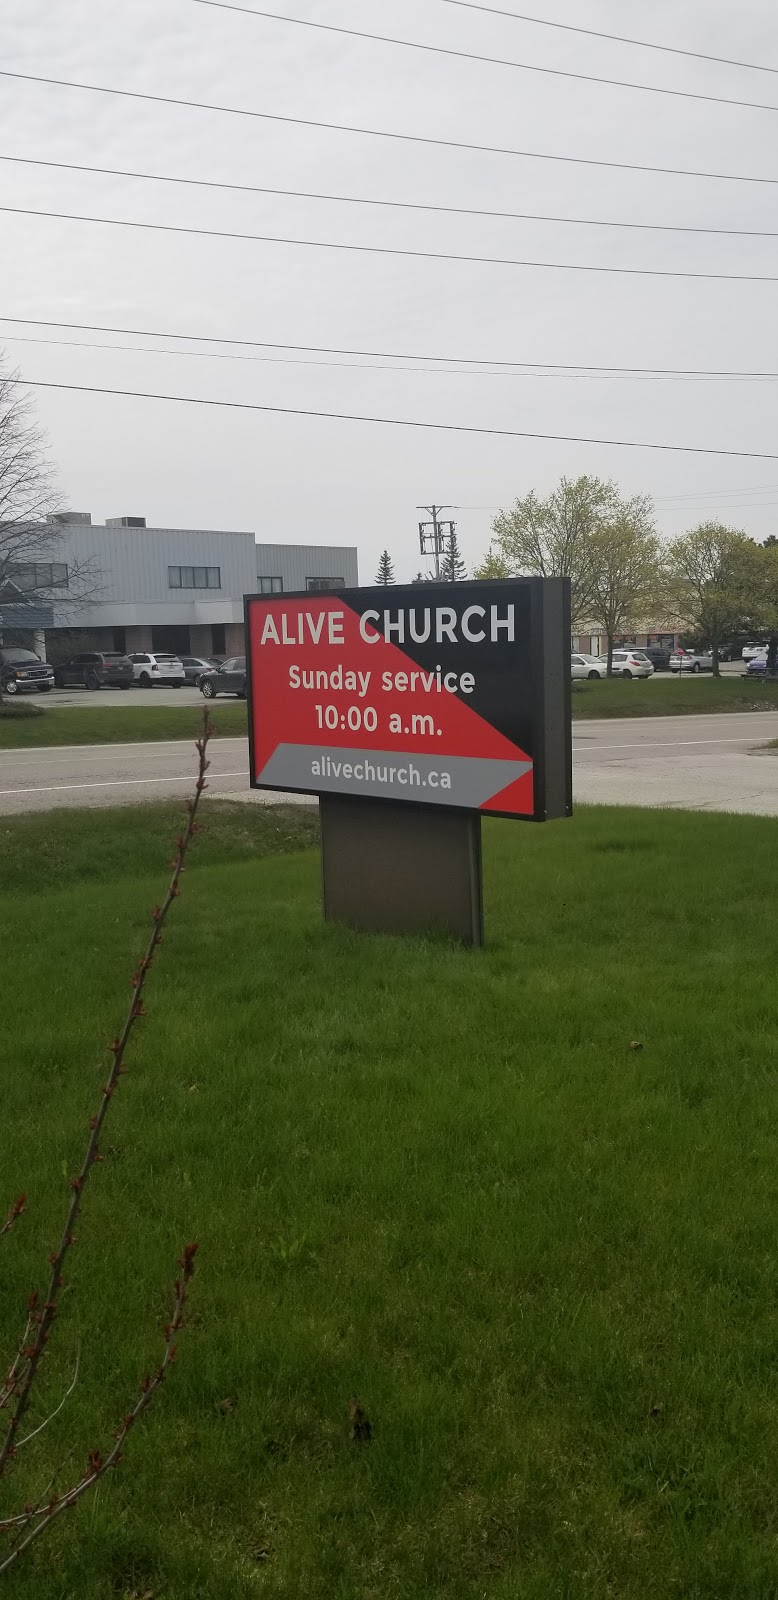 ALIVE CHURCH
Sunday service
10:00 a.m.
alivechurch.ca